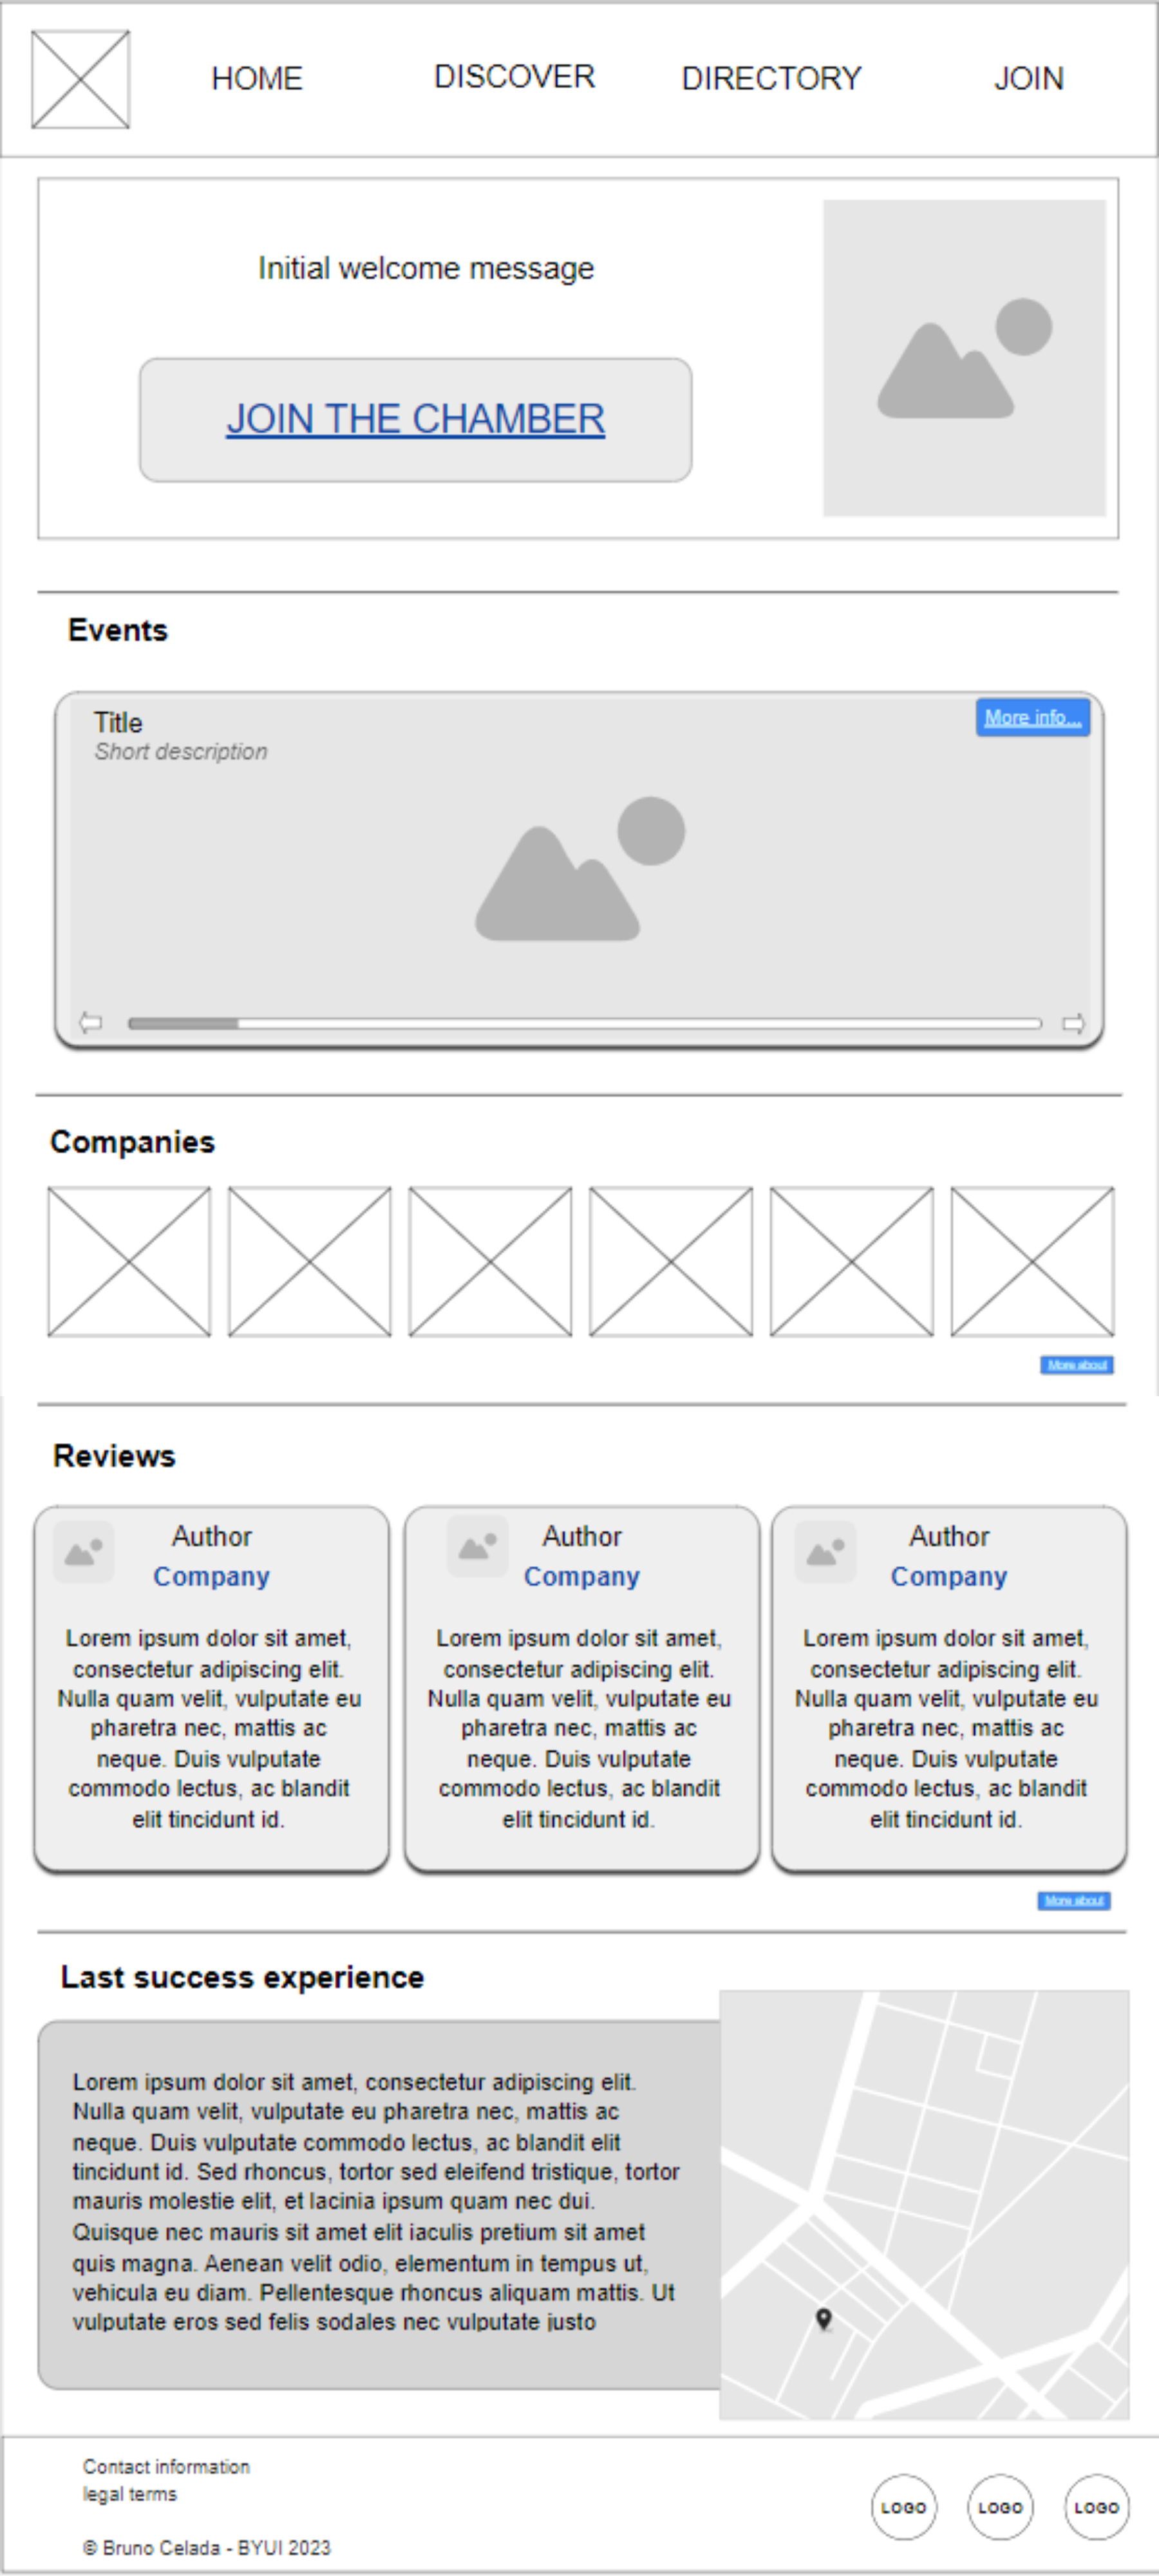 HOME DISCOVER DIRECTORY JOIN
Initial welcome message
JOIN THE CHAMBER
Events
Title
More info...
Short description
Companies
More about
Reviews
Author
Company
Lorem ipsum dolor sit amet,
consectetur adipiscing elit.
Nulla quam velit, vulputate eu
pharetra nec, mattis ac
neque. Duis vulputate
commodo lectus, ac blandit
elit tincidunt id.
Author
Company
Lorem ipsum dolor sit amet,
consectetur adipiscing elit.
Nulla quam velit, vulputate eu
pharetra nec, mattis ac
neque. Duis vulputate
commodo lectus, ac blandit
elit tincidunt id.
Author
Company
Lorem ipsum dolor sit amet,
consectetur adipiscing elit.
Nulla quam velit, vulputate eu
pharetra nec, mattis ac
neque. Duis vulputate
commodo lectus, ac blandit
elit tincidunt id.
More about
Last success experience
Lorem ipsum dolor sit amet, consectetur adipiscing elit.
Nulla quam velit, vulputate eu pharetra nec, mattis ac
neque. Duis vulputate commodo lectus, ac blandit elit
tincidunt id. Sed rhoncus, tortor sed eleifend tristique, tortor
mauris molestie elit, et lacinia ipsum quam nec dui.
Quisque nec mauris sit amet elit iaculis pretium sit amet
quis magna. Aenean velit odio, elementum in tempus ut,
vehicula eu diam. Pellentesque rhoncus aliquam mattis. Ut
vulputate eros sed felis sodales nec vulputate justo
Contact information
legal terms
© Bruno Celada - BYUI 2023
LOGO LOGO LOGO